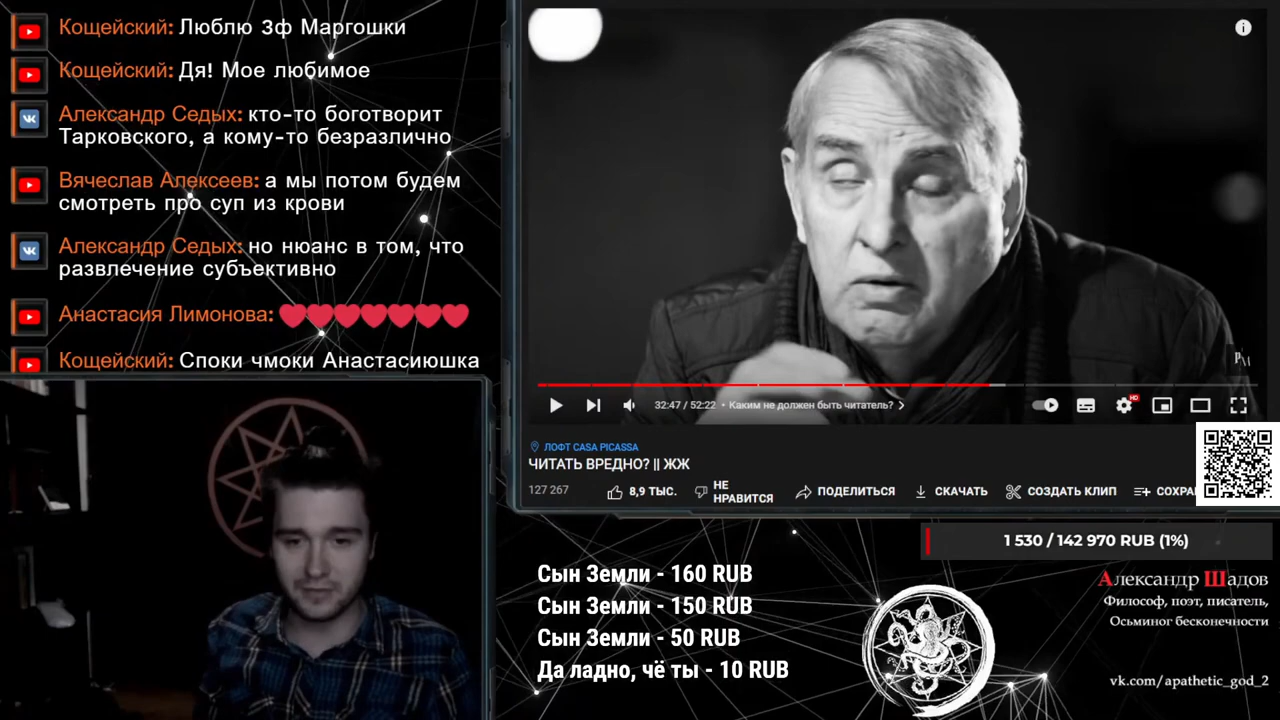 Кощейский: Люблю 3ф Маргошки
Кощейский: Дя! Мое любимое
Александр Седых: кто-то боготворит
Тарковского, а кому-то безразлично
Вячеслав Алексеев: а мы потом будем
смотреть про суп из крови
Александр Седых: но нюанс в том, что
развлечение субъективно
Анастасия Лимонова: ❤❤❤❤❤❤❤
Кощейский: Споки чмоки Анастасиюшка
32:47 / 52:22 • Каким не должен быть читатель?
HD
ЛОФТ CASA PICASSA
ЧИТАТЬ ВРЕДНО? || ЖЖ
127 267
8,9 ТЫС.
НЕ
НРАВИТСЯ
ПОДЕЛИТЬСЯ
СКАЧАТЬ
СОЗДАТЬ КЛИП
1 530 / 142 970 RUB (1%)
Сын Земли - 160 RUB
Сын Земли - 150 RUB
Сын Земли - 50 RUB
Да ладно, чё ты - 10 RUB
Александр Шадов
Философ, поэт, писатель,
Осьминог бесконечности
vk.com/apathetic_god_2